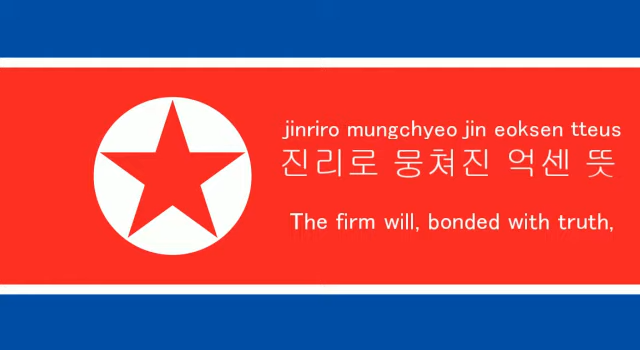 jinriro mungchyeo jin eoksen tteus
진리로 뭉쳐진 억센 뜻
The firm will, bonded with truth,